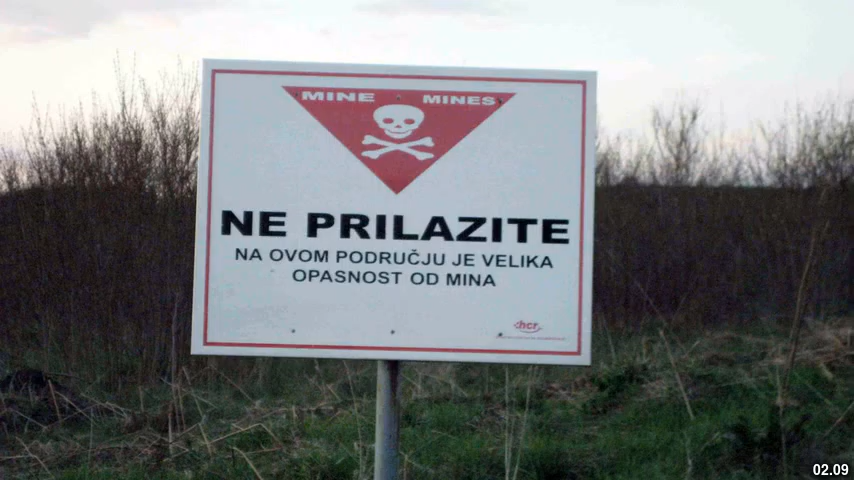 MINE MINES
NE PRILAZITE
NA OVOM PODRUČJU JE VELIKA
OPASNOST OD MINA
hcr
02.09